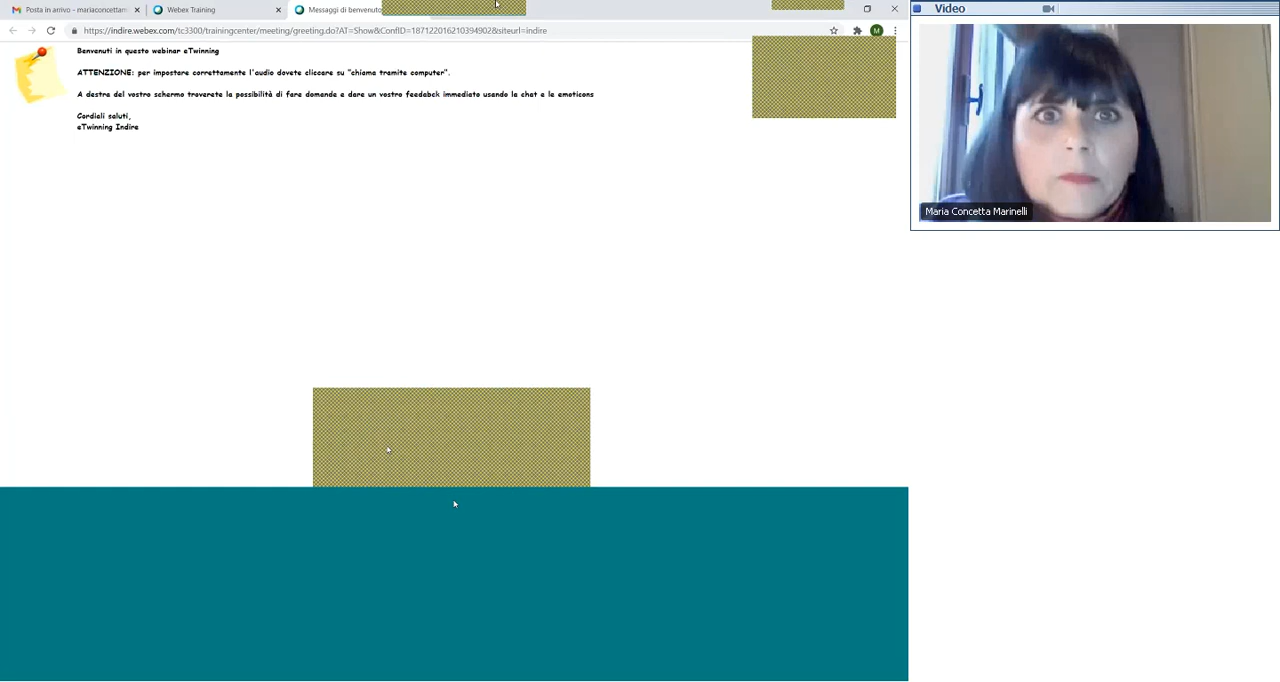 Posta in arrivo - mariaconcettam
Webex Training
Messaggi di benvenuto
Video
https://indire.webex.com/tc3300/trainingcenter/meeting/greeting.do?AT=Show&ConfID=187122016210394902&siteurl=indire
M
Benvenuti in questo webinar eTwinning
ATTENZIONE: per impostare correttamente l'audio dovete cliccare su "chiama tramite computer".
A destre del vostro schermo troverete la possibilità di fare domande e dare un vostro feedabck immediato usando la chat e le emoticons
Cordiali saluti,
eTwinning Indire
Maria Concetta Marinelli